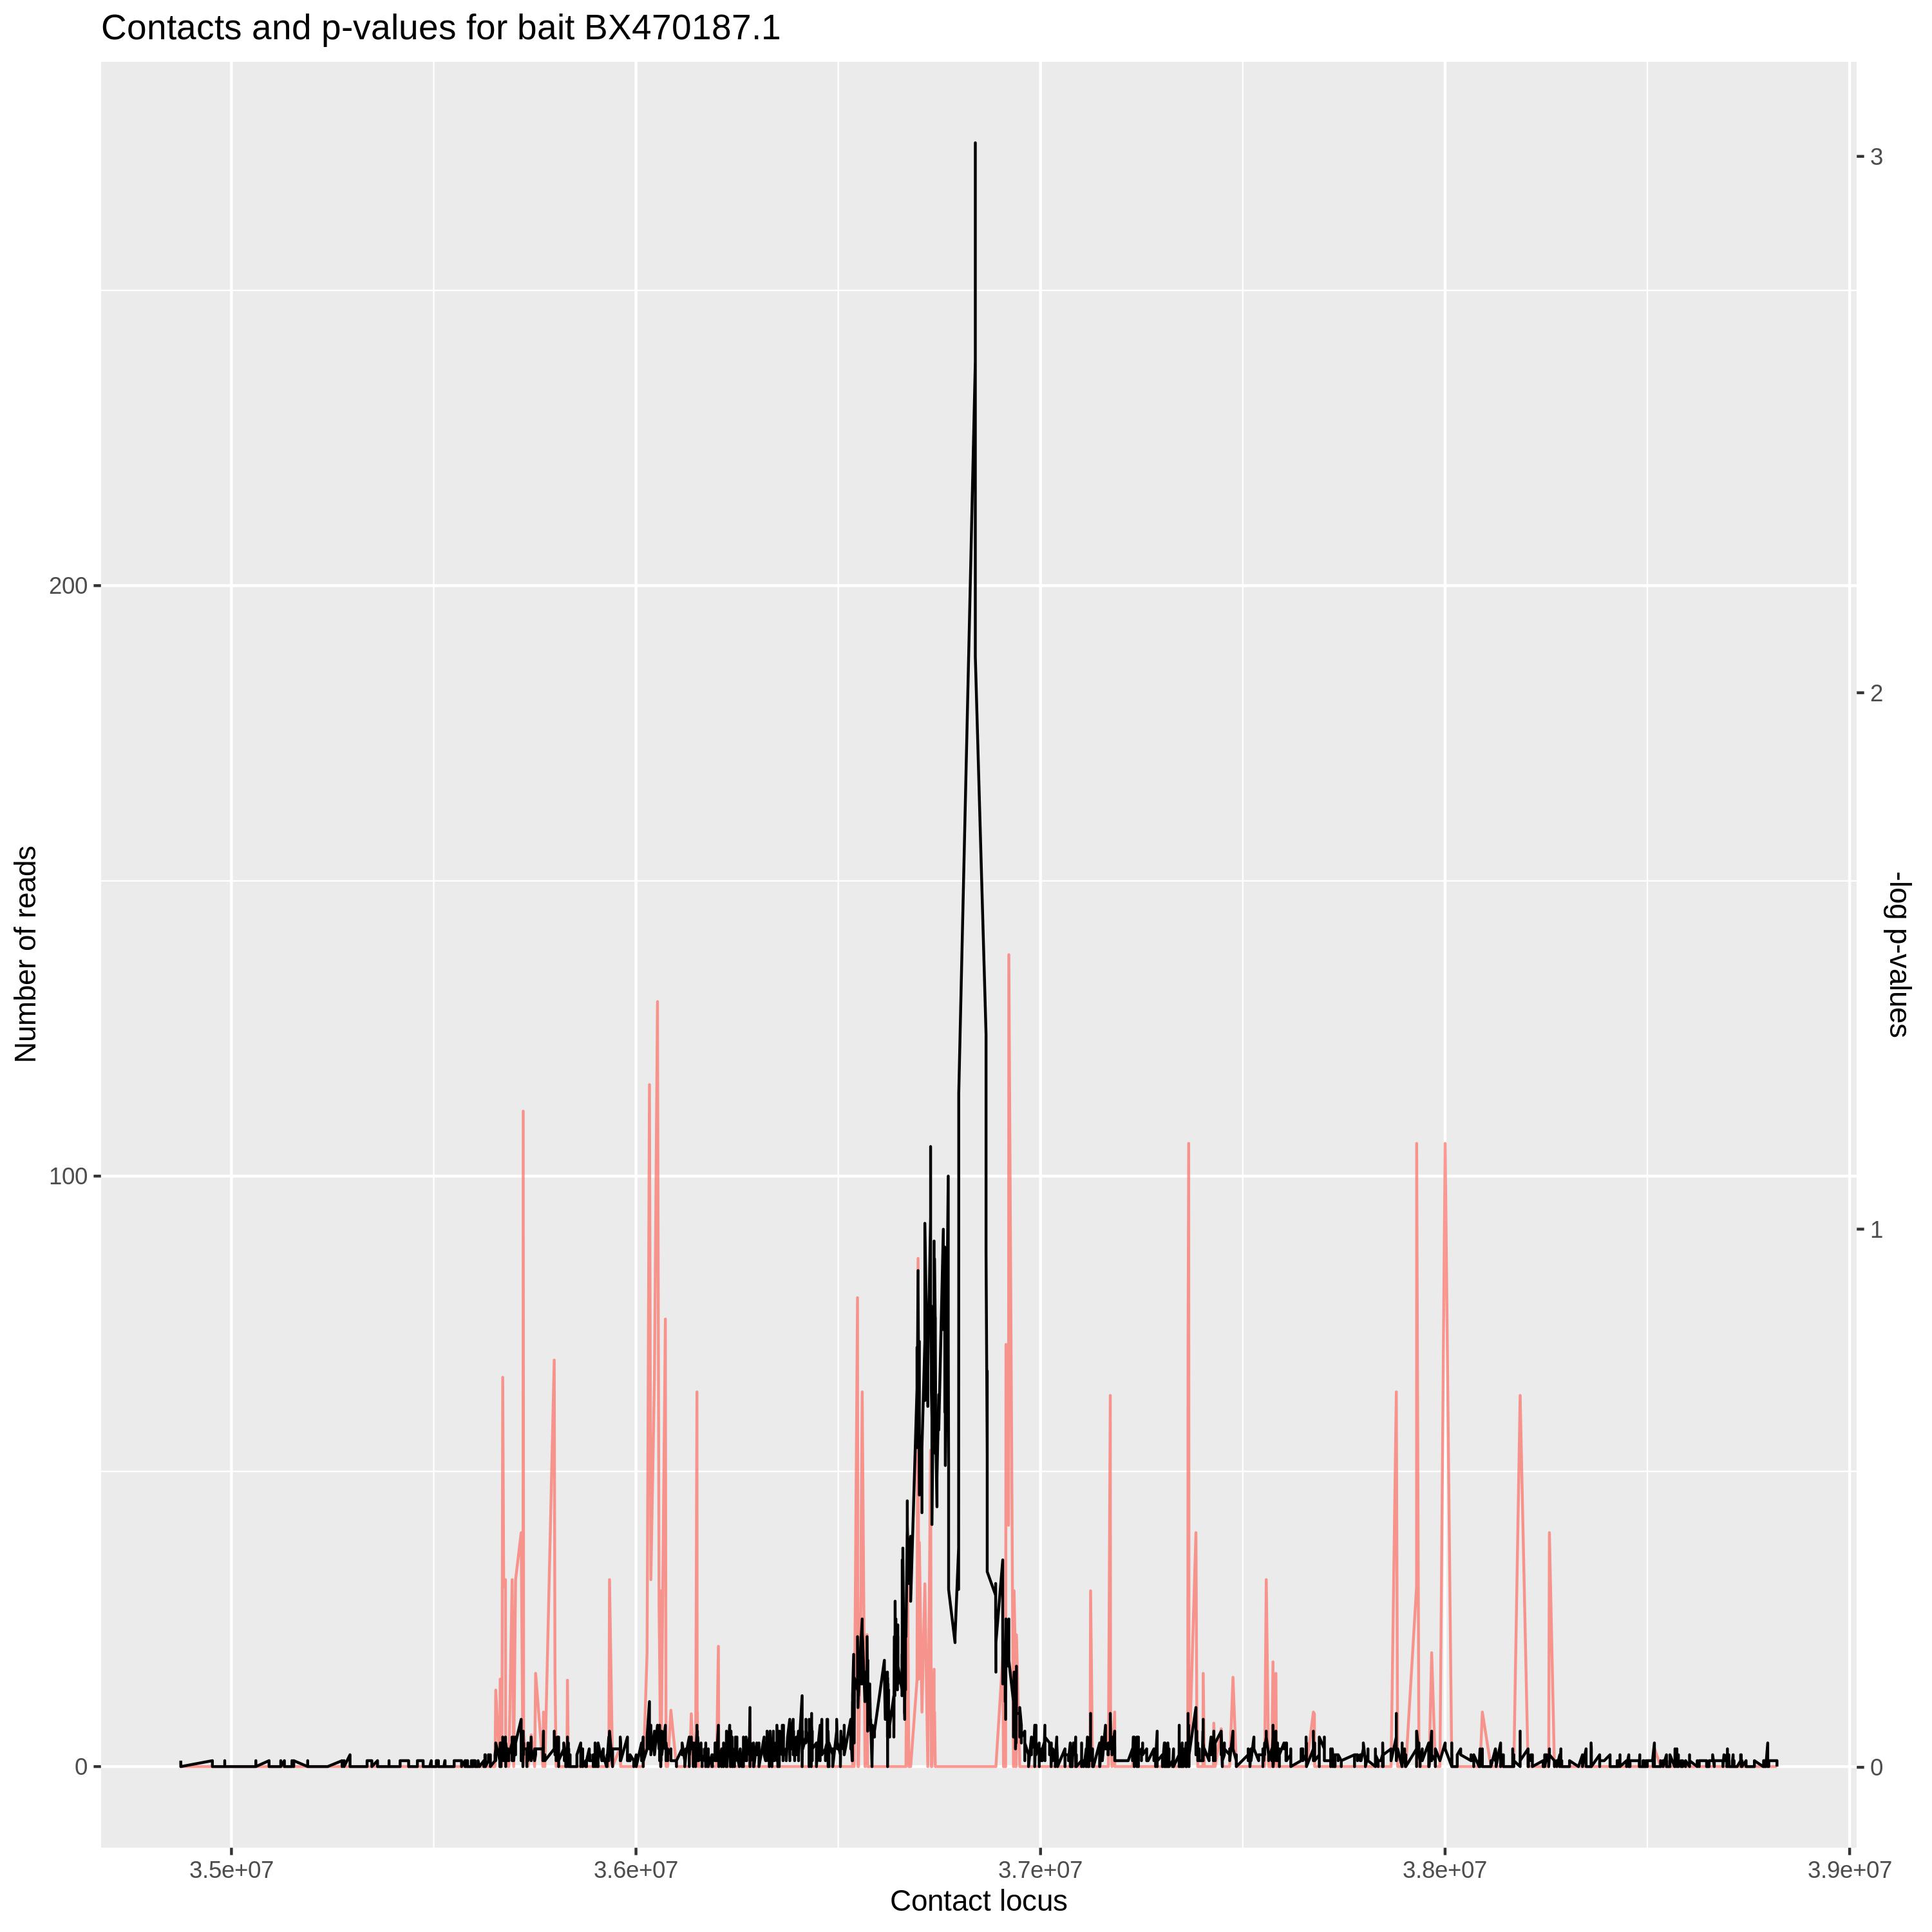 Contacts and p-values for bait BX470187.1
Number of reads
200
100
0
3
2
1
0
-log p-values
3.5e+07
3.6e+07
3.7e+07
3.8e+07
3.9e+07
Contact locus